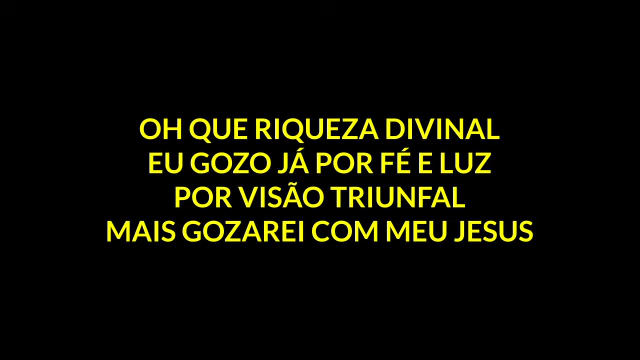 OH QUE RIQUEZA DIVINAL
EU GOZO JÁ POR FÉ E LUZ
POR VISÃO TRIUNFAL
MAIS GOZAREI COM MEU JESUS